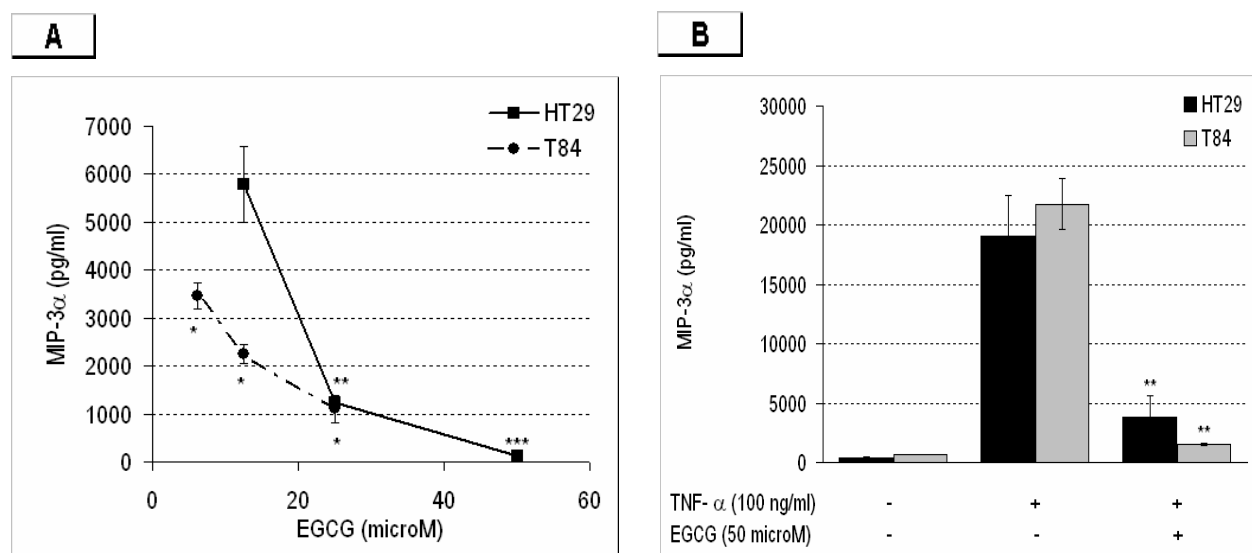 A
HT29
T84
7000
6000
5000
4000
3000
2000
1000
0
MIP-3α (pg/ml)
*
*
**
*
***
0 20 40 60
EGCG (microM)
B
HT29
T84
30000
25000
20000
15000
10000
5000
0
MIP-3α (pg/ml)
**
**
TNF- α (100 ng/ml) - + +
EGCG (50 microM) - - +